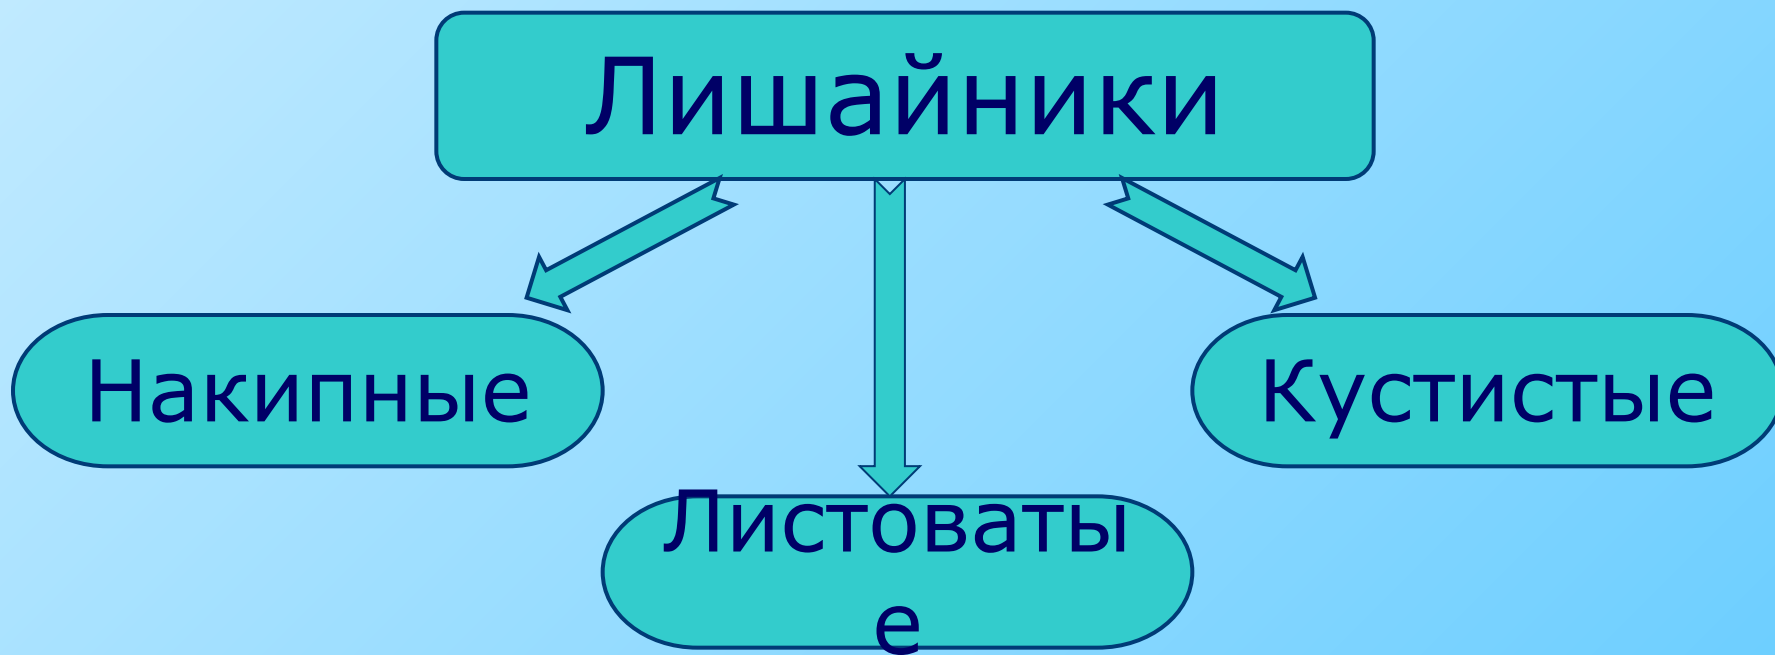 Лишайники
Накипные
Кустистые
Листоваты
е